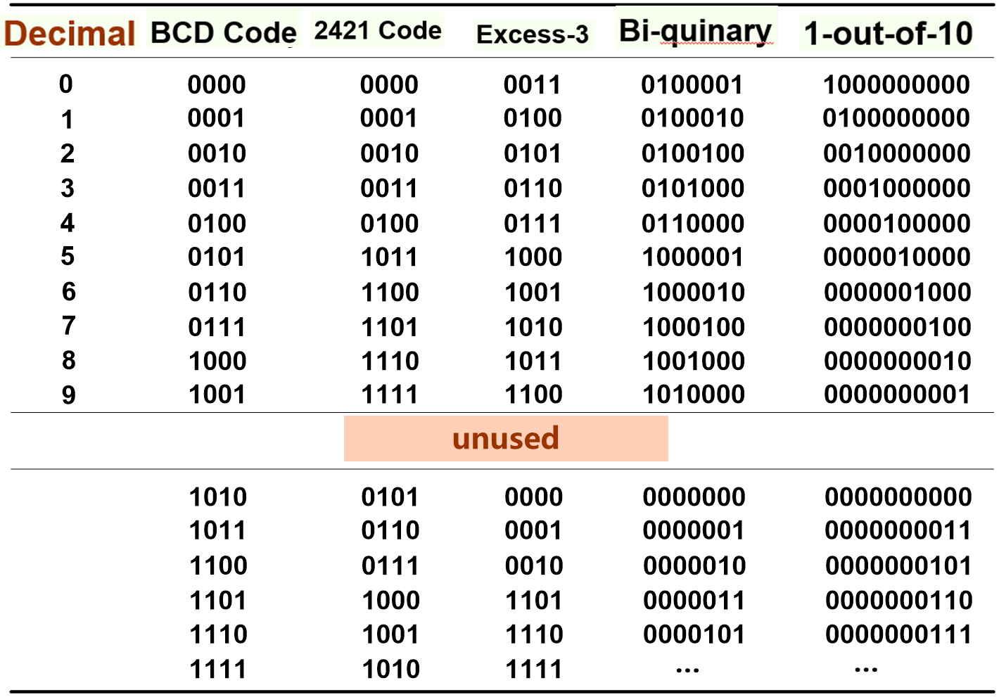 Decimal BCD Code 2421 Code Excess-3 Bi-quinary 1-out-of-10
0 0000 0000 0011 0100001 1000000000
1 0001 0001 0100 0100010 0100000000
2 0010 0010 0101 0100100 0010000000
3 0011 0011 0110 0101000 0001000000
4 0100 0100 0111 0110000 0000100000
5 0101 1011 1000 1000001 0000010000
6 0110 1100 1001 1000010 0000001000
7 0111 1101 1010 1000100 0000000100
8 1000 1110 1011 1001000 0000000010
9 1001 1111 1100 1010000 0000000001
unused
1010 0101 0000 0000000 0000000000
1011 0110 0001 0000001 0000000011
1100 0111 0010 0000010 0000000101
1101 1000 1101 0000011 0000000110
1110 1001 1110 0000101 0000000111
1111 1010 1111 ... ...